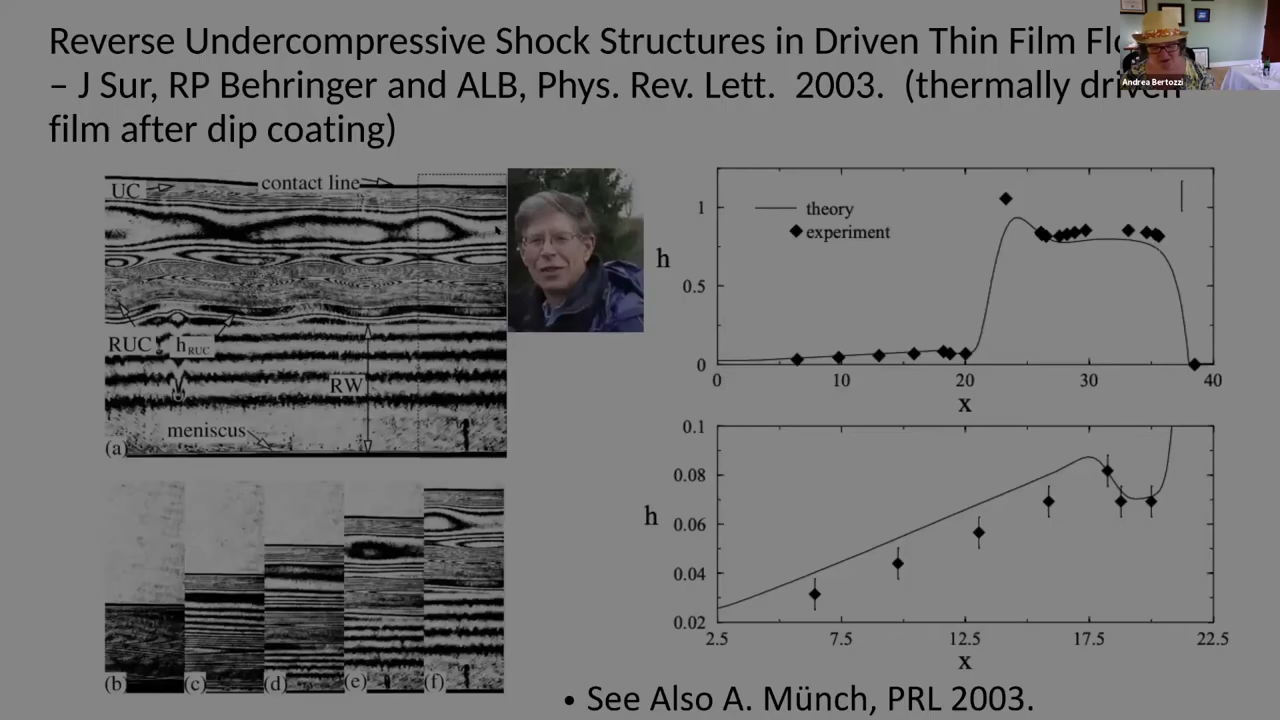 Reverse Undercompressive Shock Structures in Driven Thin Film
– J Sur, RP Behringer and ALB, Phys. Rev. Lett. 2003. (thermally driven
film after dip coating)
Andrea Bertozzi
UC
contact line
RUC
hRUC
RW
meniscus
(a)
(b) (c) (d) (e) (f)
theory
experiment
1
h
0.5
0
0 10 20 30 40
x
0.1
0.08
h
0.06
0.04
0.02
2.5 7.5 12.5 17.5 22.5
x
• See Also A. Münch, PRL 2003.